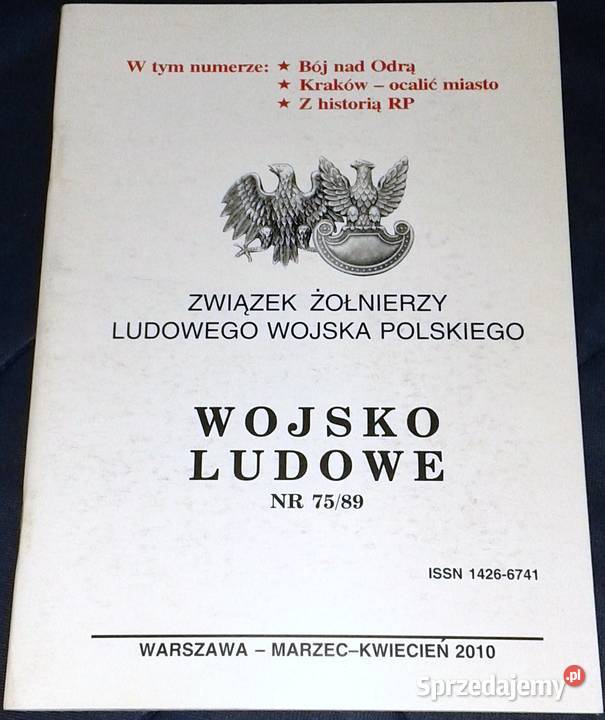 W tym numerze: ★ Bój nad Odrą
★ Kraków – ocalić miasto
★ Z historią RP
ZWIĄZEK ŻOŁNIERZY
LUDOWEGO WOJSKA POLSKIEGO
WOJSKO
LUDOWE
NR 75/89
ISSN 1426-6741
WARSZAWA – MARZEC–KWIECIEŃ 2010
Sprzedajemy.pl